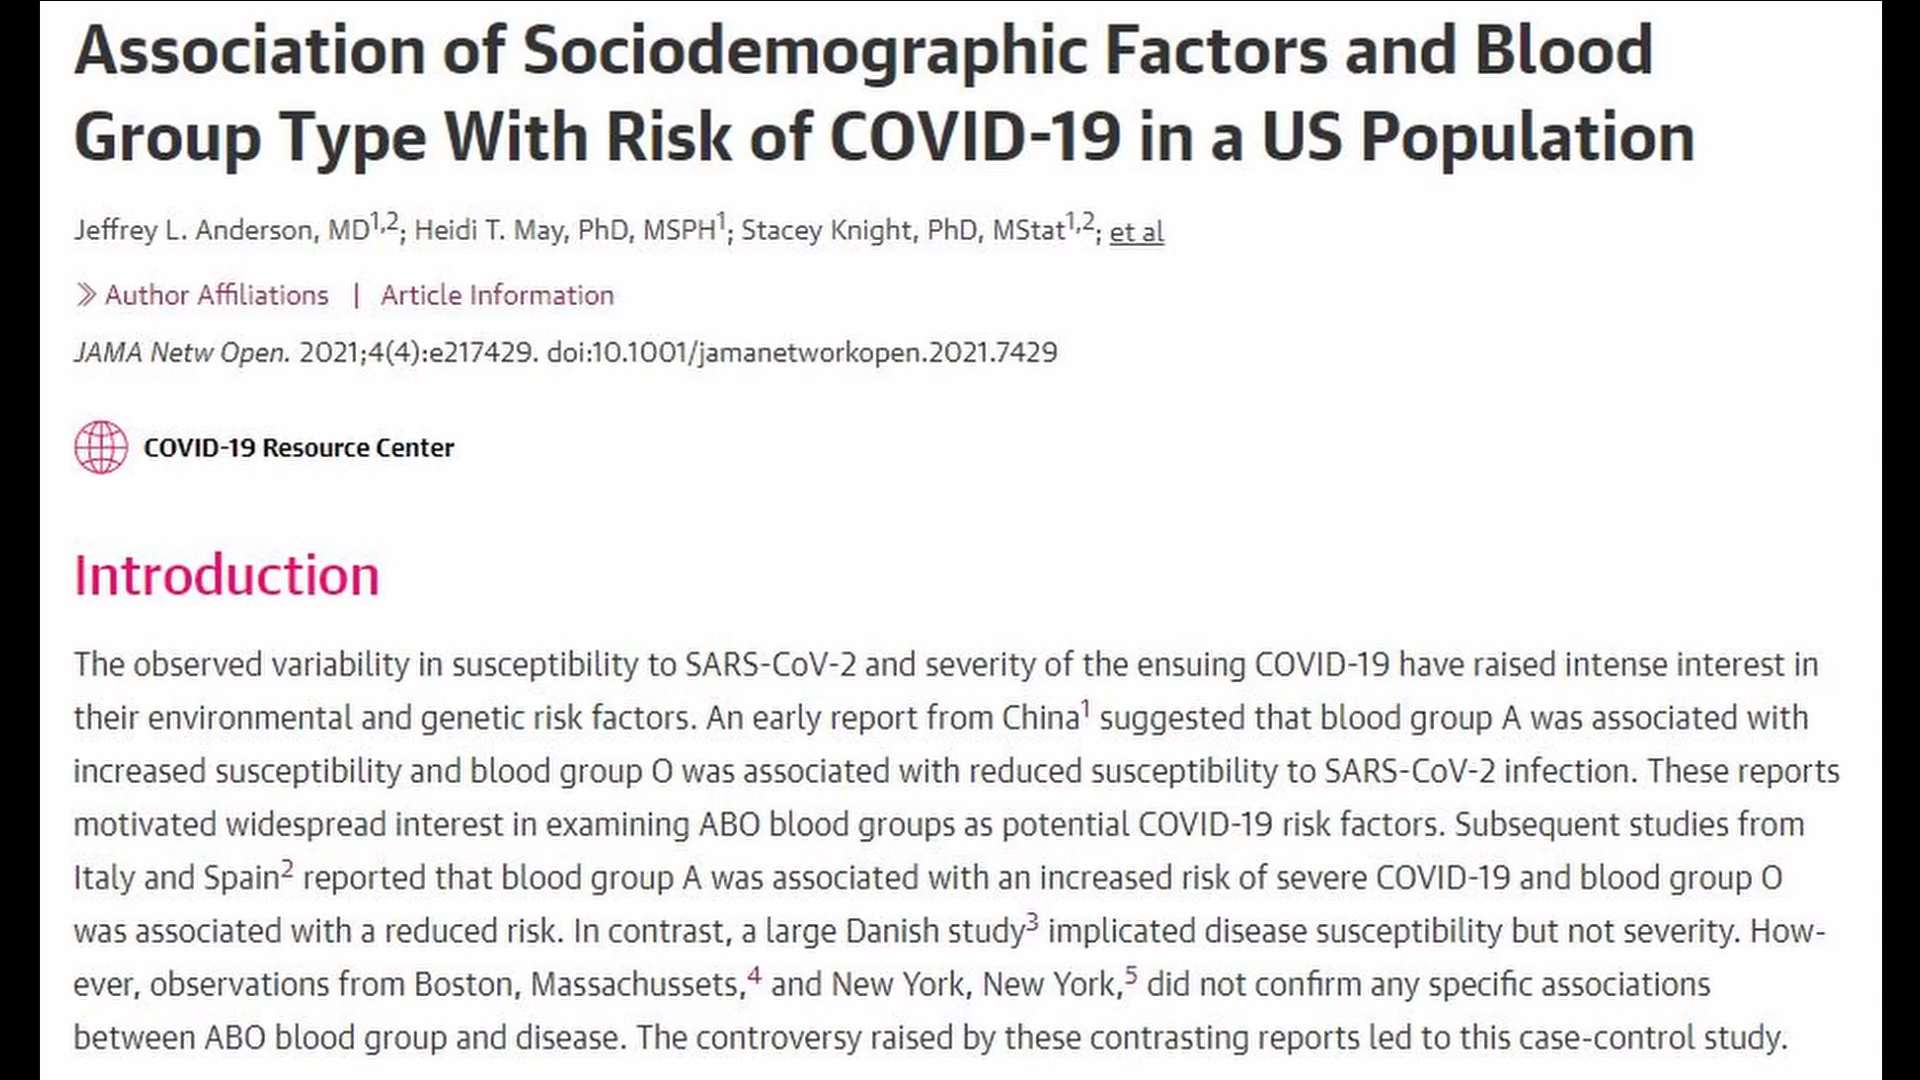 Association of Sociodemographic Factors and Blood
Group Type With Risk of COVID-19 in a US Population
Jeffrey L. Anderson, MD1,2; Heidi T. May, PhD, MSPH1; Stacey Knight, PhD, MStat1,2; et al
Author Affiliations | Article Information
JAMA Netw Open. 2021;4(4):e217429. doi:10.1001/jamanetworkopen.2021.7429
COVID-19 Resource Center
Introduction
The observed variability in susceptibility to SARS-CoV-2 and severity of the ensuing COVID-19 have raised intense interest in
their environmental and genetic risk factors. An early report from China1 suggested that blood group A was associated with
increased susceptibility and blood group O was associated with reduced susceptibility to SARS-CoV-2 infection. These reports
motivated widespread interest in examining ABO blood groups as potential COVID-19 risk factors. Subsequent studies from
Italy and Spain2 reported that blood group A was associated with an increased risk of severe COVID-19 and blood group O
was associated with a reduced risk. In contrast, a large Danish study3 implicated disease susceptibility but not severity. How-
ever, observations from Boston, Massachussets,4 and New York, New York,5 did not confirm any specific associations
between ABO blood group and disease. The controversy raised by these contrasting reports led to this case-control study.